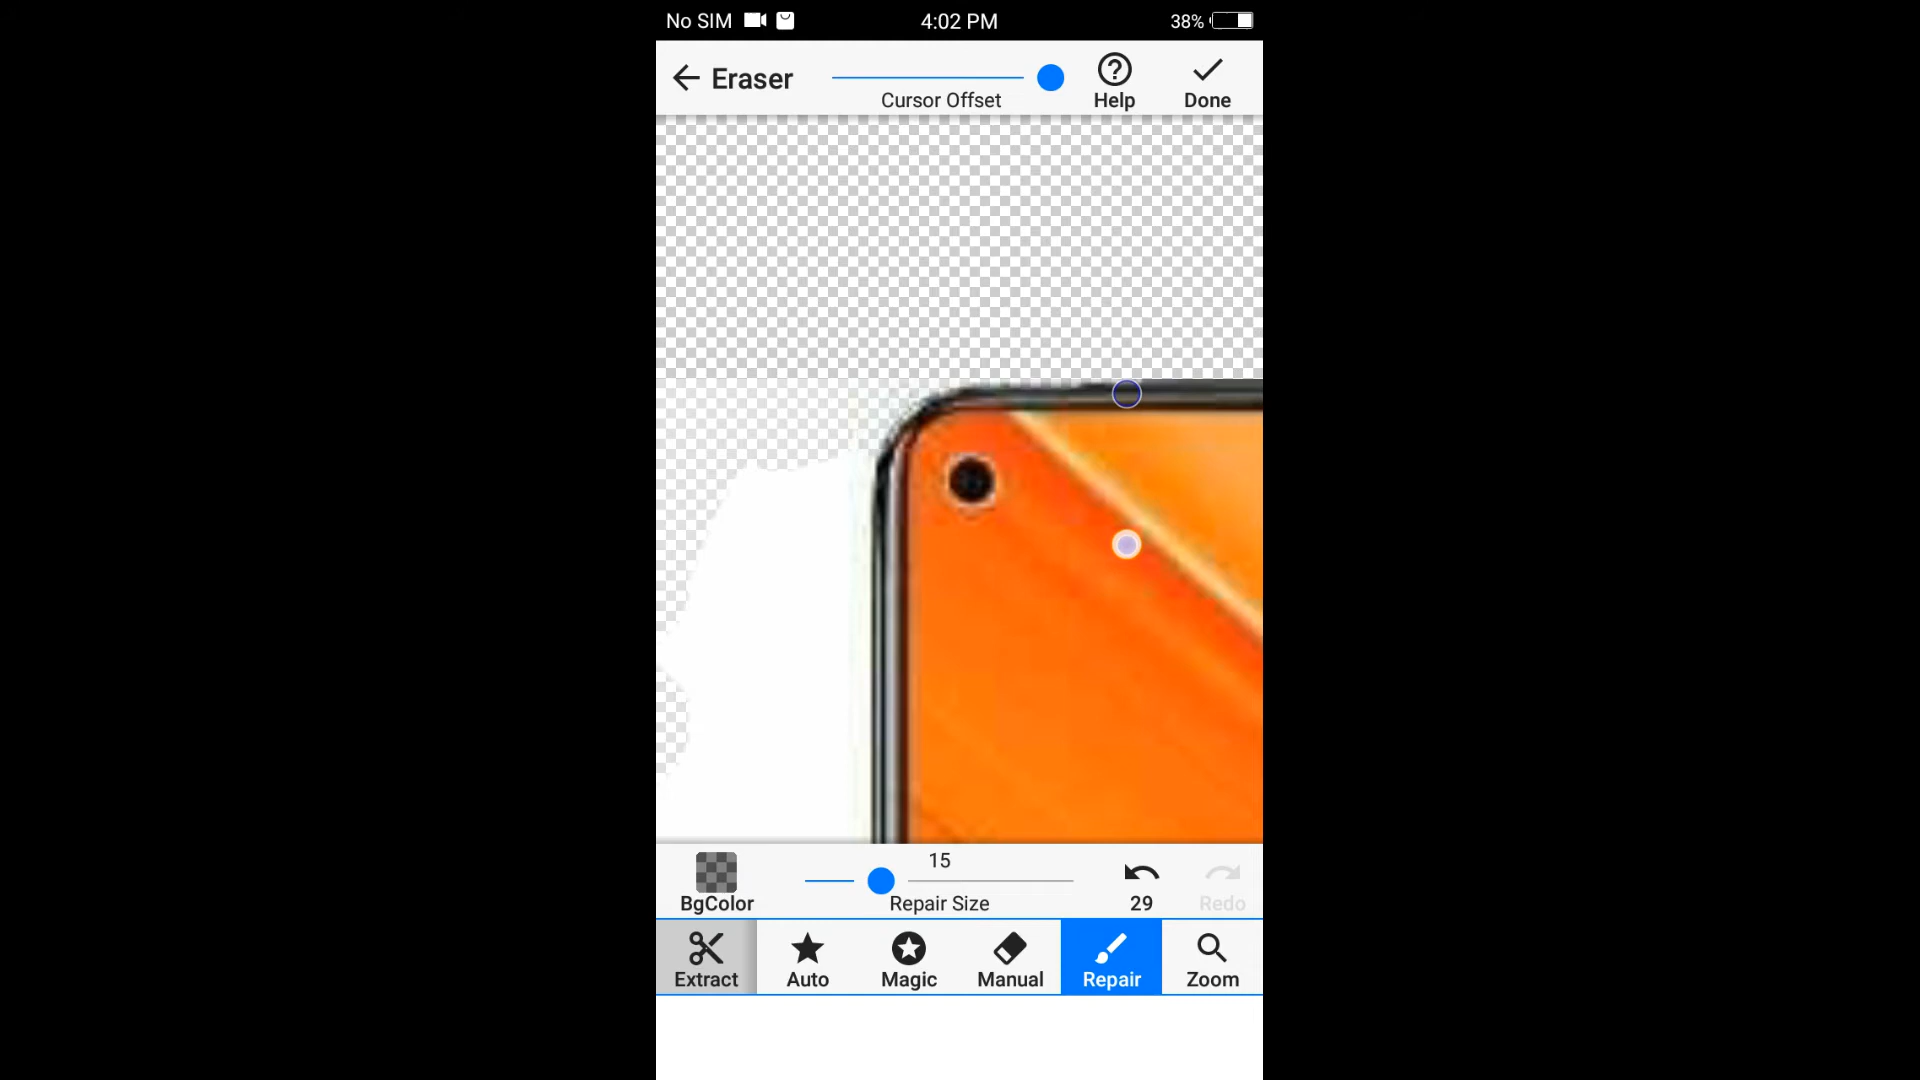 No SIM 4:02 PM 38%
Eraser Cursor Offset Help Done
15
BgColor Repair Size 29 Redo
Extract Auto Magic Manual Repair Zoom